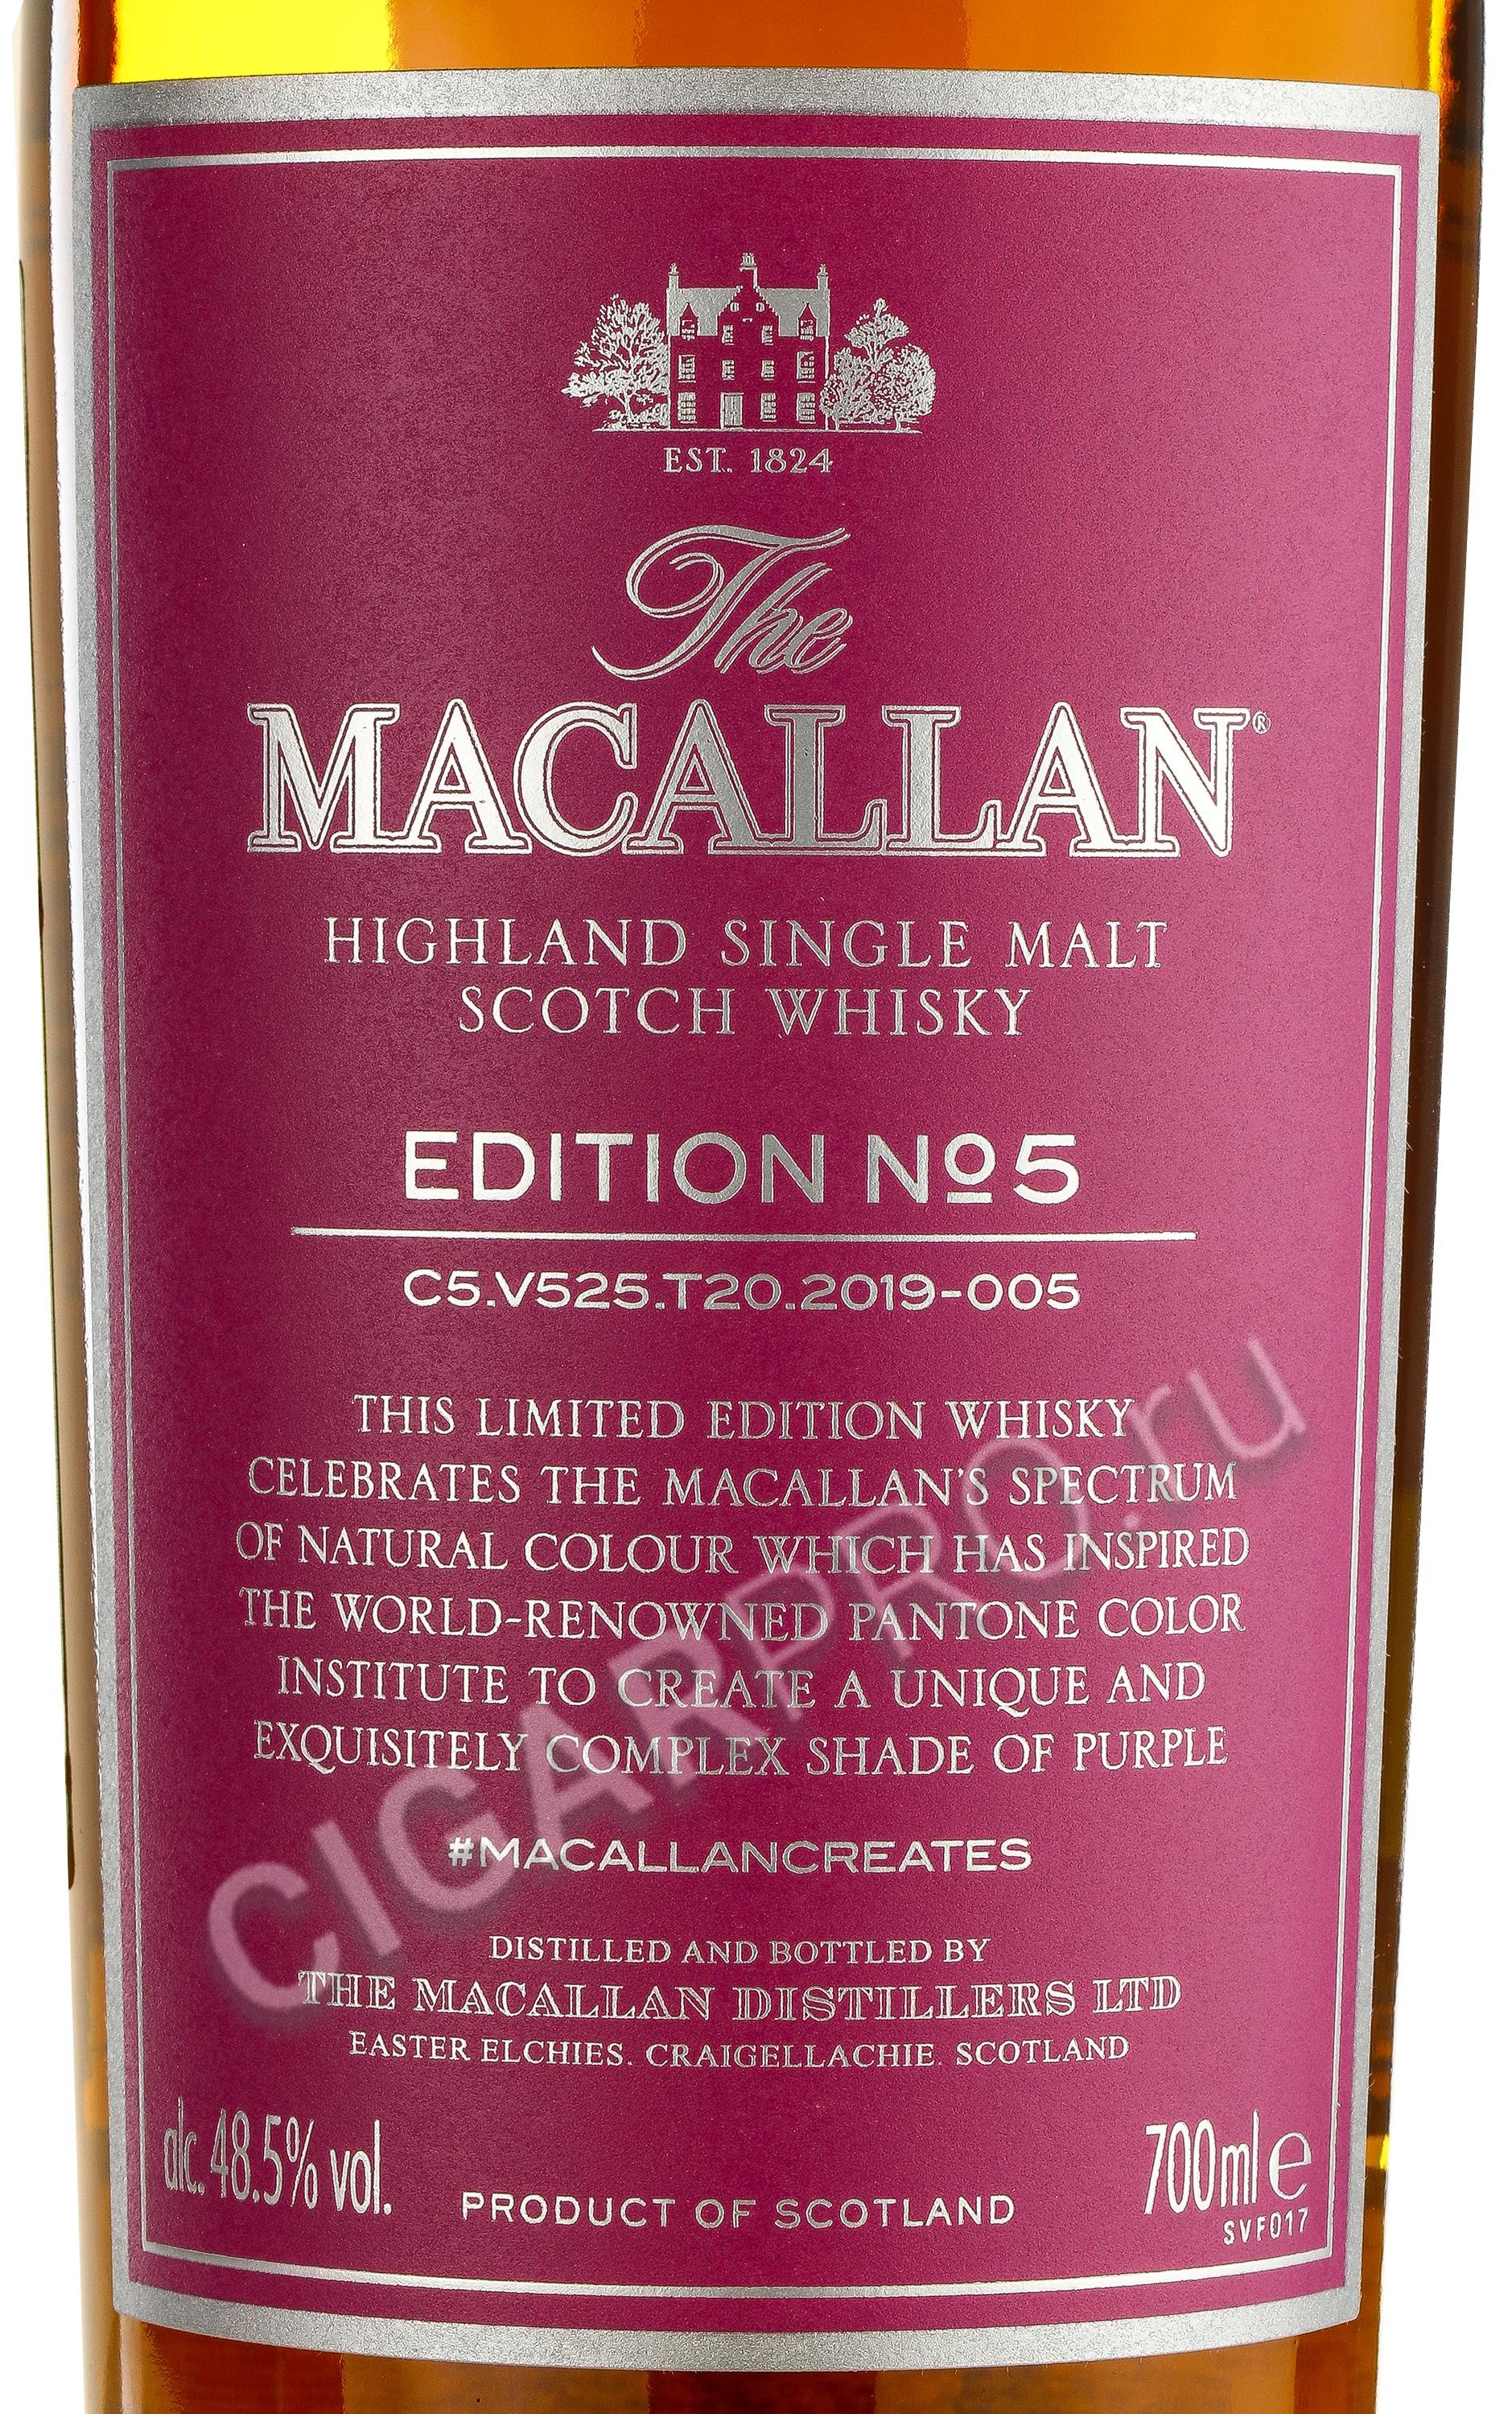 EST. 1824
The
MACALLAN®
HIGHLAND SINGLE MALT
SCOTCH WHISKY
EDITION Nº5
C5.V525.T20.2019-005
THIS LIMITED EDITION WHISKY
CELEBRATES THE MACALLAN'S SPECTRUM
OF NATURAL COLOUR WHICH HAS INSPIRED
THE WORLD-RENOWNED PANTONE COLOR
INSTITUTE TO CREATE A UNIQUE AND
EXQUISITELY COMPLEX SHADE OF PURPLE
#MACALLANCREATES
DISTILLED AND BOTTLED BY
THE MACALLAN DISTILLERS LTD
EASTER ELCHIES. CRAIGELLACHIE. SCOTLAND
alc. 48.5% vol.
PRODUCT OF SCOTLAND
700ml e
SVF017
CIGARPRO.ru